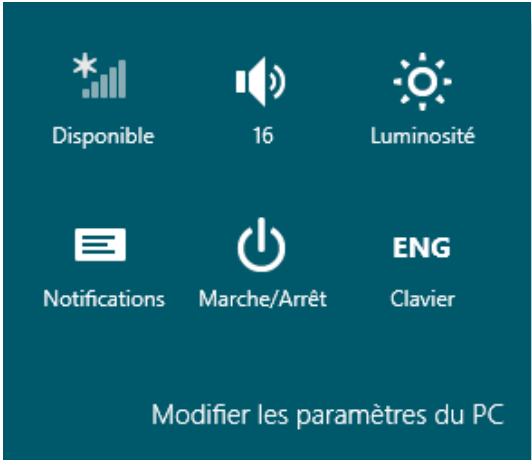 Disponible
16
Luminosité
ENG
Notifications
Marche/Arrêt
Clavier
Modifier les paramètres du PC